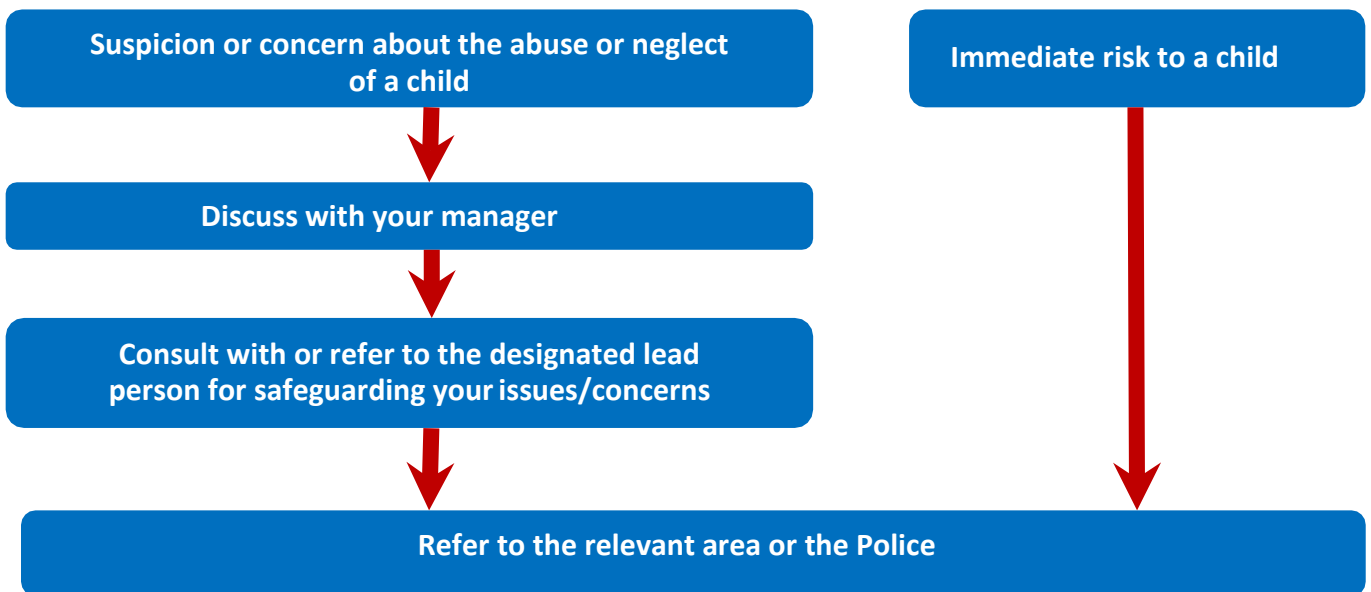 Suspicion or concern about the abuse or neglect
of a child
Immediate risk to a child
Discuss with your manager
Consult with or refer to the designated lead
person for safeguarding your issues/concerns
Refer to the relevant area or the Police